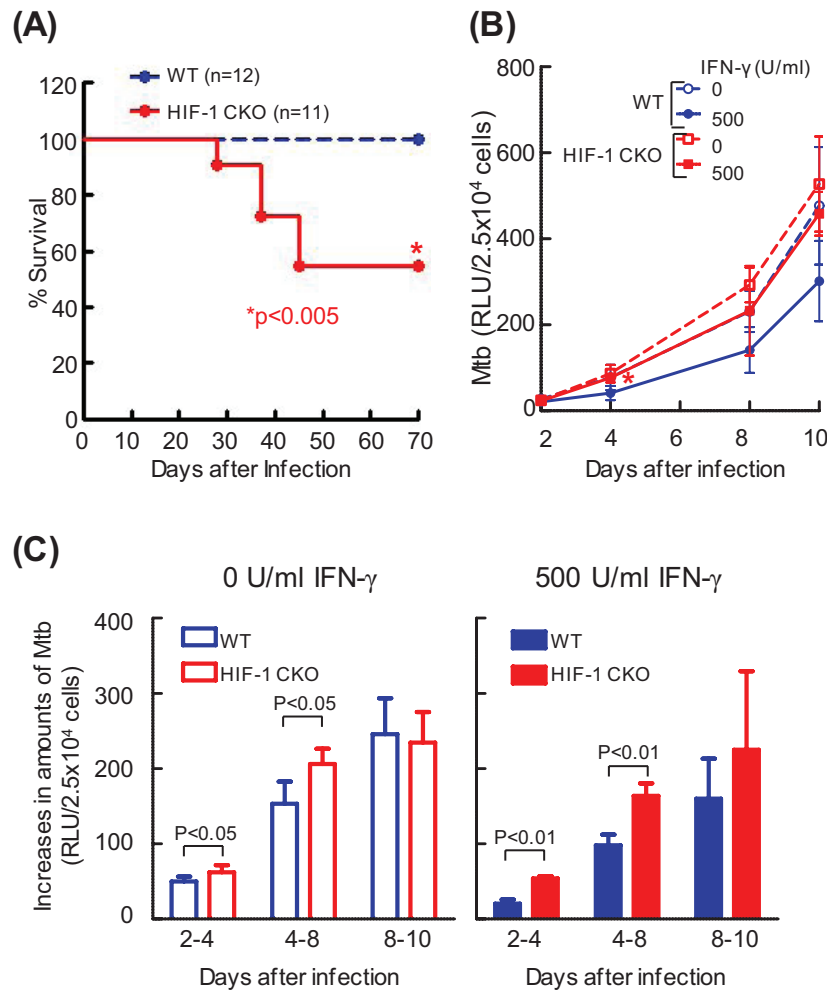 (A)
WT (n=12)
HIF-1 CKO (n=11)
120
100
80
60
40
20
0
% Survival
*
*p<0.005
0 10 20 30 40 50 60 70
Days after Infection
(B)
IFN-γ (U/ml)
WT
0
500
HIF-1 CKO
0
500
800
600
400
200
0
Mtb (RLU/2.5x10⁴ cells)
*
2 4 6 8 10
Days after infection
(C)
0 U/ml IFN-γ
500 U/ml IFN-γ
400
300
200
100
0
Increases in amounts of Mtb
(RLU/2.5x10⁴ cells)
WT
HIF-1 CKO
P<0.05
P<0.05
2-4 4-8 8-10
Days after infection
WT
HIF-1 CKO
P<0.01
P<0.01
2-4 4-8 8-10
Days after infection